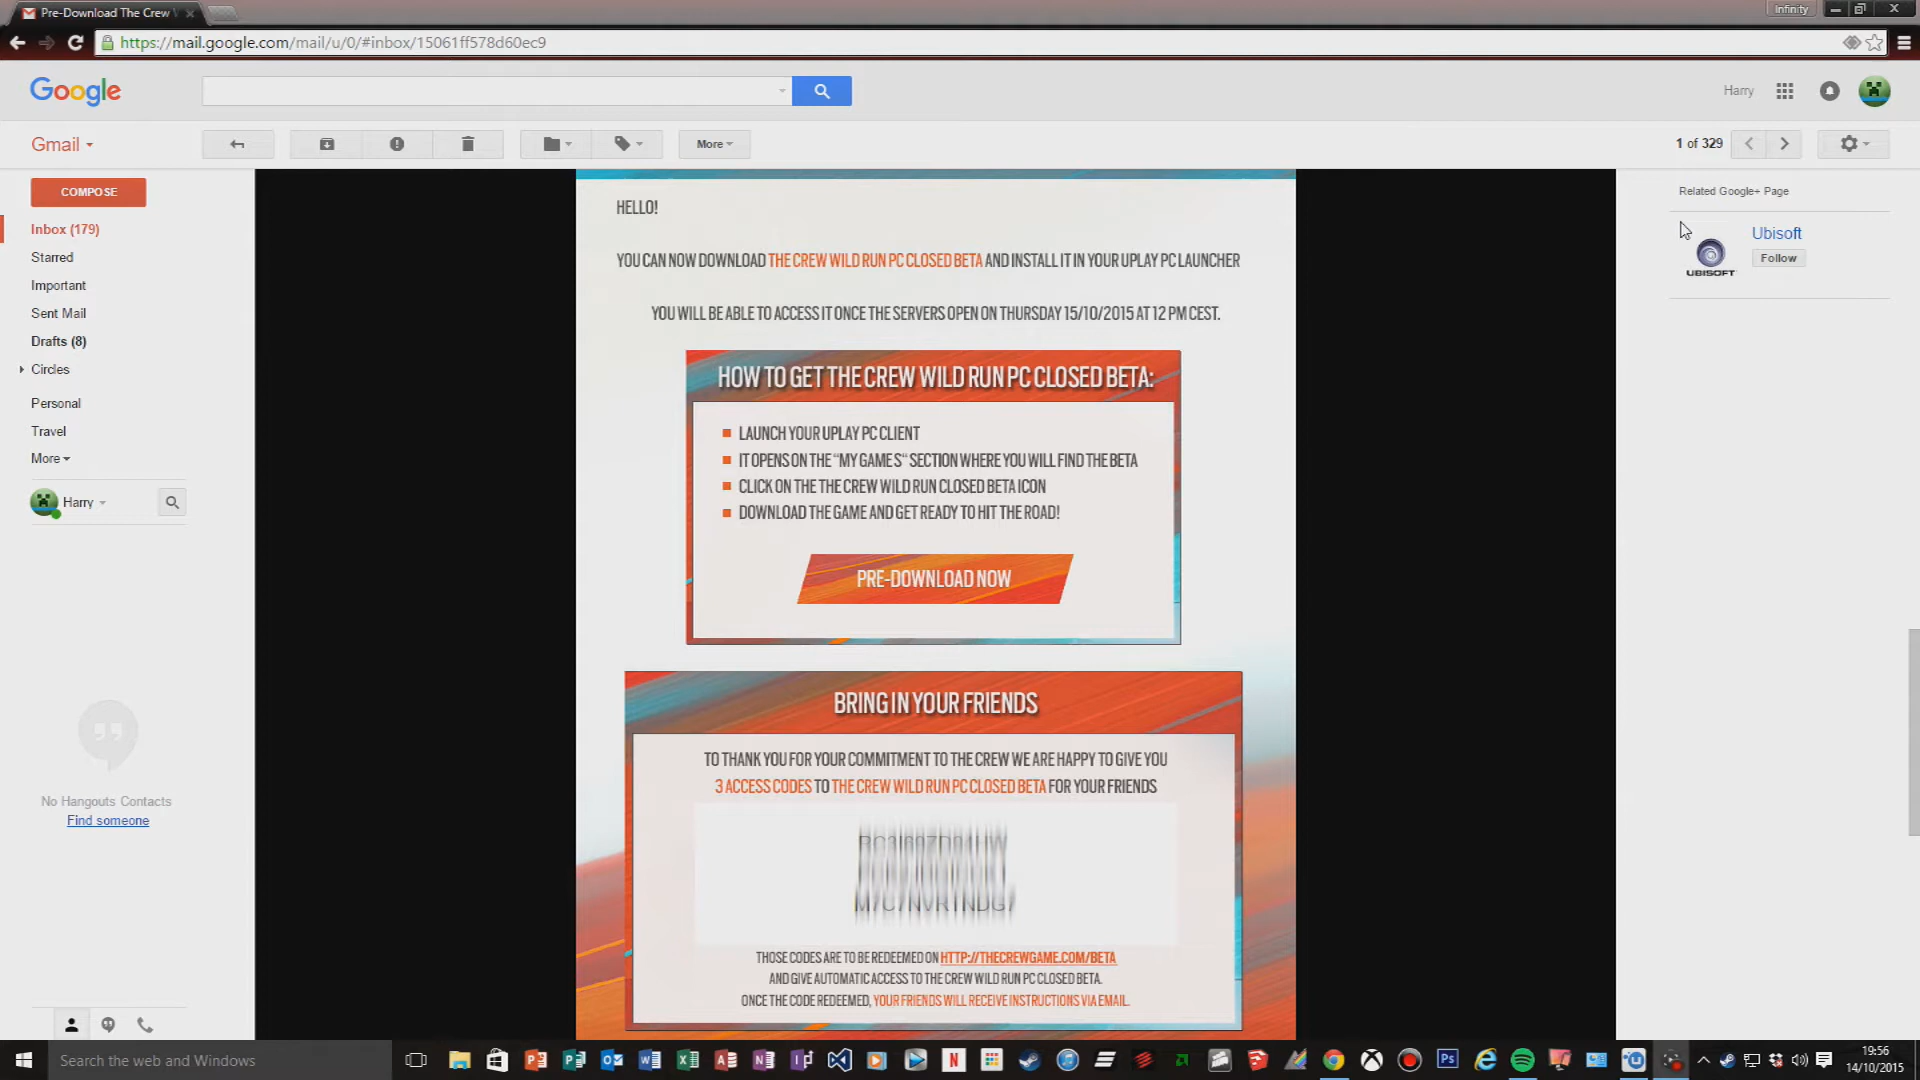 Pre-Download The Crew
Infinity
https://mail.google.com/mail/u/0/#inbox/15061ff578d60ec9
Google
Harry
Gmail
More
1 of 329
COMPOSE
Inbox (179)
Starred
Important
Sent Mail
Drafts (8)
Circles
Personal
Travel
More
Harry
No Hangouts Contacts
Find someone
HELLO!
YOU CAN NOW DOWNLOAD THE CREW WILD RUN PC CLOSED BETA AND INSTALL IT IN YOUR UPLAY PC LAUNCHER
YOU WILL BE ABLE TO ACCESS IT ONCE THE SERVERS OPEN ON THURSDAY 15/10/2015 AT 12 PM CEST.
HOW TO GET THE CREW WILD RUN PC CLOSED BETA:
LAUNCH YOUR UPLAY PC CLIENT
IT OPENS ON THE "MY GAMES" SECTION WHERE YOU WILL FIND THE BETA
CLICK ON THE THE CREW WILD RUN CLOSED BETA ICON
DOWNLOAD THE GAME AND GET READY TO HIT THE ROAD!
PRE-DOWNLOAD NOW
BRING IN YOUR FRIENDS
TO THANK YOU FOR YOUR COMMITMENT TO THE CREW WE ARE HAPPY TO GIVE YOU
3 ACCESS CODES TO THE CREW WILD RUN PC CLOSED BETA FOR YOUR FRIENDS
THOSE CODES ARE TO BE REDEEMED ON HTTP://THECREWGAME.COM/BETA
AND GIVE AUTOMATIC ACCESS TO THE CREW WILD RUN PC CLOSED BETA.
ONCE THE CODE REDEEMED, YOUR FRIENDS WILL RECEIVE INSTRUCTIONS VIA EMAIL.
Related Google+ Page
Ubisoft
UBISOFT
Follow
Search the web and Windows
19:56
14/10/2015